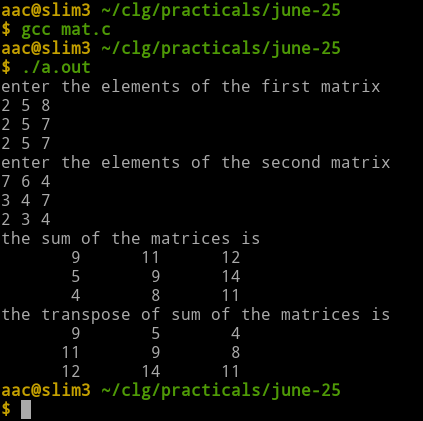 aac@slim3 ~/clg/practicals/june-25
$ gcc mat.c
aac@slim3 ~/clg/practicals/june-25
$ ./a.out
enter the elements of the first matrix
2 5 8
2 5 7
2 5 7
enter the elements of the second matrix
7 6 4
3 4 7
2 3 4
the sum of the matrices is
       9      11      12
       5       9      14
       4       8      11
the transpose of sum of the matrices is
       9       5       4
      11       9       8
      12      14      11
aac@slim3 ~/clg/practicals/june-25
$